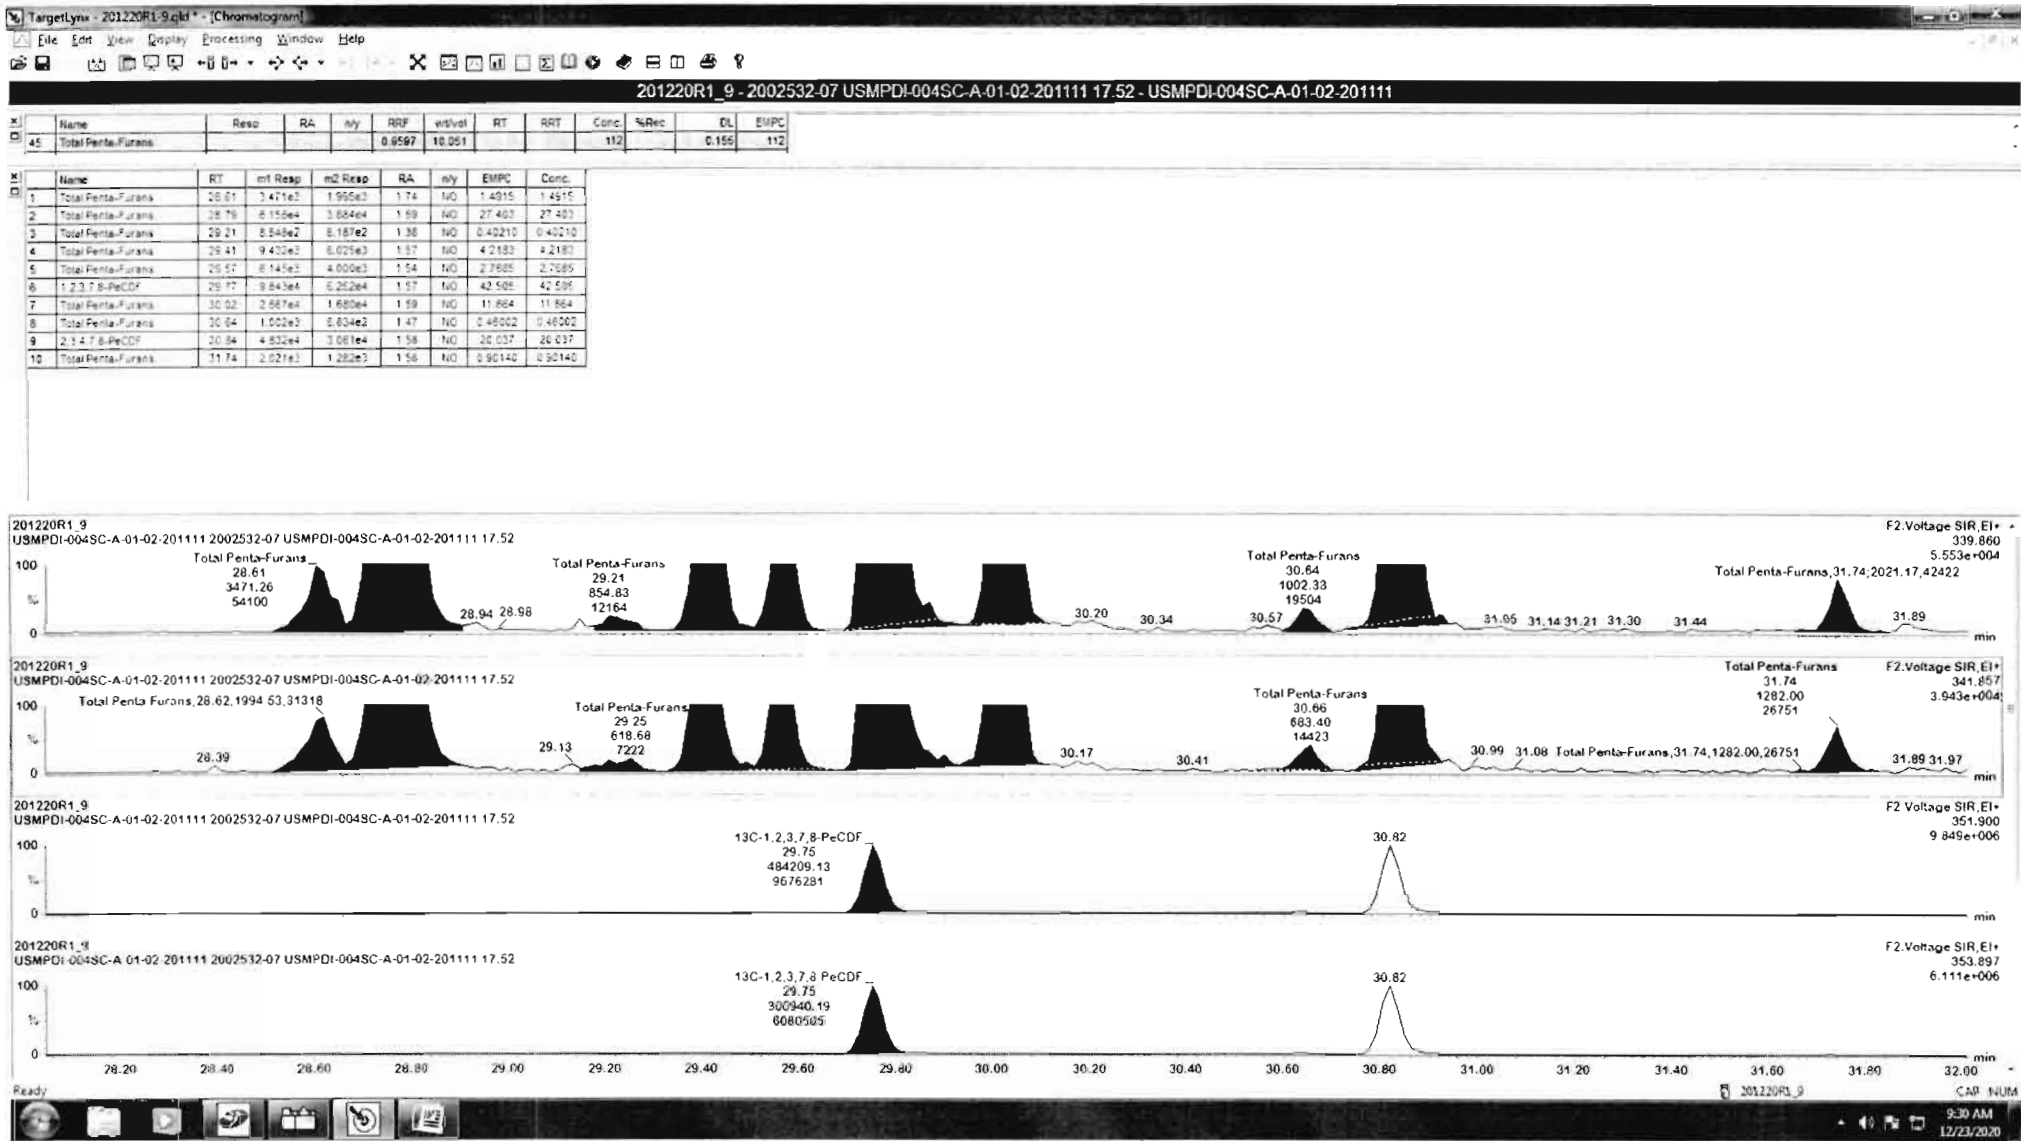 TargetLynx - 201220R1-9.qld * - [Chromatogram]
File Edit View Display Processing Window Help
201220R1_9 - 2002532-07 USMPDI-004SC-A-01-02-201111 17.52 - USMPDI-004SC-A-01-02-201111
Name Resp RA n/y RRF wt/vol RT RRT Conc. %Rec DL EMPC
45 Total Penta-Furans 0.9597 10.051 112 0.155 112
Name RT m1 Resp m2 Resp RA n/y EMPC Conc.
1 Total Penta-Furans 28.61 3.471e3 1.995e3 1.74 NO 1.4915 1.4915
2 Total Penta-Furans 28.79 6.156e4 3.884e4 1.59 NO 27.403 27.403
3 Total Penta-Furans 29.21 8.548e2 6.187e2 1.38 NO 0.40210 0.40210
4 Total Penta-Furans 29.41 9.432e3 6.025e3 1.57 NO 4.2183 4.2183
5 Total Penta-Furans 29.57 6.145e3 4.000e3 1.54 NO 2.7685 2.7685
6 1,2,3,7,8-PeCDF 29.77 9.843e4 6.252e4 1.57 NO 42.505 42.505
7 Total Penta-Furans 30.02 2.667e4 1.680e4 1.59 NO 11.864 11.864
8 Total Penta-Furans 30.64 1.002e3 6.834e2 1.47 NO 0.46002 0.46002
9 2,3,4,7,8-PeCDF 30.84 4.832e4 3.061e4 1.58 NO 20.037 20.037
10 Total Penta-Furans 31.74 2.021e3 1.282e3 1.58 NO 0.90140 0.90140
201220R1_9
USMPDI-004SC-A-01-02-201111 2002532-07 USMPDI-004SC-A-01-02-201111 17.52
F2:Voltage SIR,EI+
339.860
5.553e+004
100
%
0
Total Penta-Furans
28.61
3471.26
54100
28.94 28.98
Total Penta-Furans
29.21
854.83
12164
30.20 30.34 30.57
Total Penta-Furans
30.64
1002.33
19504
31.05 31.14 31.21 31.30 31.44
Total Penta-Furans,31.74;2021.17,42422
31.89
min
201220R1_9
USMPDI-004SC-A-01-02-201111 2002532-07 USMPDI-004SC-A-01-02-201111 17.52
F2:Voltage SIR,EI+
341.857
3.943e+004
100
%
0
Total Penta Furans,28.62,1994.53,31318
28.39 29.13
Total Penta-Furans
29.25
618.68
7222
30.17 30.41
Total Penta-Furans
30.66
683.40
14423
30.99 31.08 Total Penta-Furans,31.74,1282.00,26751
Total Penta-Furans
31.74
1282.00
26751
31.89 31.97
min
201220R1_9
USMPDI-004SC-A-01-02-201111 2002532-07 USMPDI-004SC-A-01-02-201111 17.52
F2:Voltage SIR,EI+
351.900
9.849e+006
100
%
0
13C-1,2,3,7,8-PeCDF
29.75
484209.13
9676281
30.82
min
201220R1_9
USMPDI-004SC-A-01-02-201111 2002532-07 USMPDI-004SC-A-01-02-201111 17.52
F2:Voltage SIR,EI+
353.897
6.111e+006
100
%
0
13C-1,2,3,7,8-PeCDF
29.75
300940.19
6080505
30.82
min
28.20 28.40 28.60 28.80 29.00 29.20 29.40 29.60 29.80 30.00 30.20 30.40 30.60 30.80 31.00 31.20 31.40 31.60 31.80 32.00
Ready
201220R1_9
CAP NUM
9:30 AM
12/23/2020